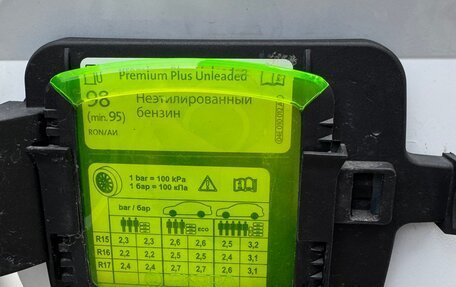 Premium Plus Unleaded
98
(min. 95)
RON/АИ
Неэтилированный
бензин
1 bar = 100 kPa
1 бар = 100 кПа
bar / бар
ECO
R15 2,3 2,3 2,6 2,6 2,5 3,2
R16 2,2 2,2 2,5 2,5 2,4 3,1
R17 2,4 2,4 2,7 2,7 2,6 3,1